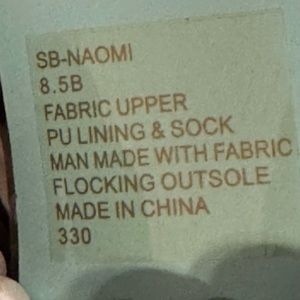 SB-NAOMI
8.5B
FABRIC UPPER
PU LINING & SOCK
MAN MADE WITH FABRIC
FLOCKING OUTSOLE
MADE IN CHINA
330